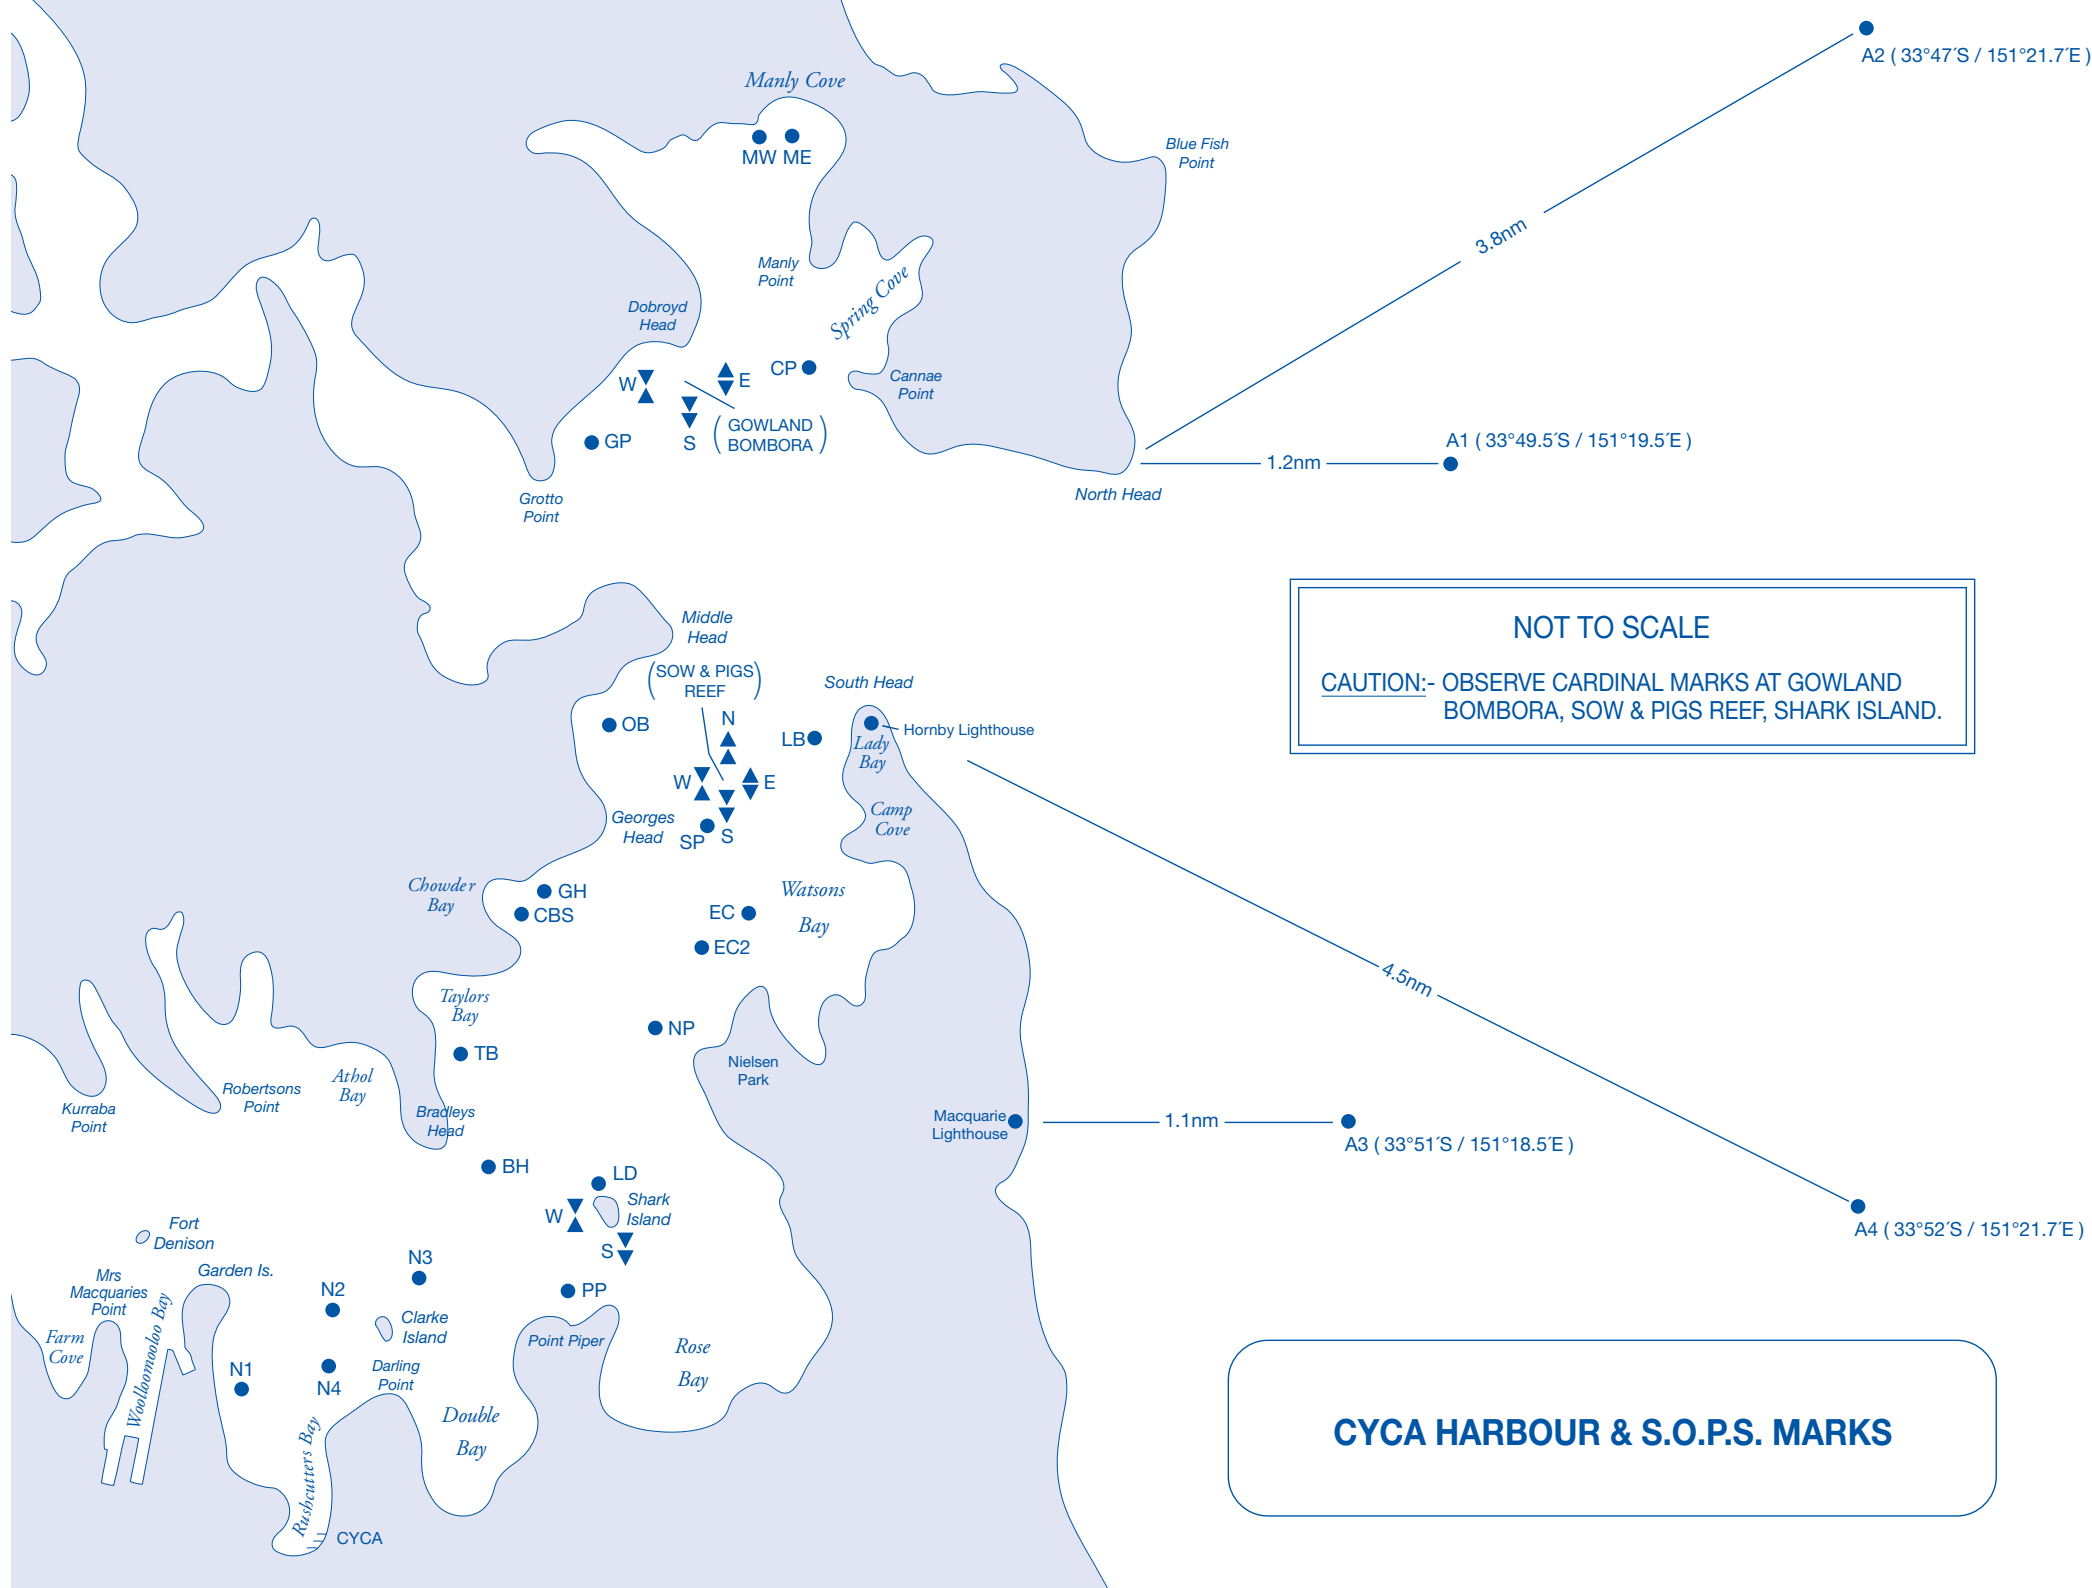 A2 ( 33°47´S / 151°21.7´E )
Manly Cove
MW ME
Blue Fish
Point
3.8nm
Manly
Point
Spring Cove
Dobroyd
Head
W
E
CP
Cannae
Point
S
( GOWLAND
BOMBORA )
GP
A1 ( 33°49.5´S / 151°19.5´E )
1.2nm
Grotto
Point
North Head
NOT TO SCALE
CAUTION:- OBSERVE CARDINAL MARKS AT GOWLAND
BOMBORA, SOW & PIGS REEF, SHARK ISLAND.
Middle
Head
(SOW & PIGS
REEF)
South Head
OB
N
LB
Hornby Lighthouse
Lady
Bay
W
E
Camp
Cove
Georges
Head
SP
S
Chowder
Bay
GH
CBS
Watsons
Bay
EC
EC2
4.5nm
Taylors
Bay
NP
TB
Nielsen
Park
Athol
Bay
Robertsons
Point
Kurraba
Point
Bradleys
Head
Macquarie
Lighthouse
1.1nm
A3 ( 33°51´S / 151°18.5´E )
BH
LD
Shark
Island
W
S
A4 ( 33°52´S / 151°21.7´E )
Fort
Denison
Garden Is.
N3
Mrs
Macquaries
Point
N2
PP
Clarke
Island
Farm
Cove
Woolloomooloo Bay
Point Piper
Rose
Bay
N1
N4
Darling
Point
Double
Bay
Rushcutters Bay
CYCA
CYCA HARBOUR & S.O.P.S. MARKS